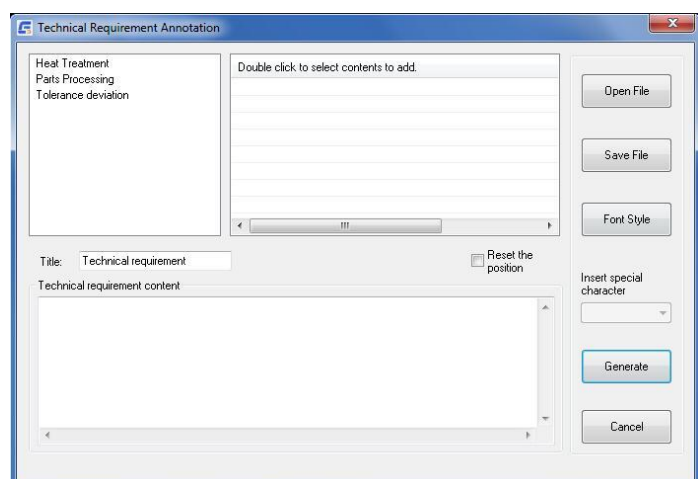 Technical Requirement Annotation
Heat Treatment
Parts Processing
Tolerance deviation
Double click to select contents to add.
Open File
Save File
Font Style
Title:
Technical requirement
Reset the
position
Insert special
character
Technical requirement content
Generate
Cancel